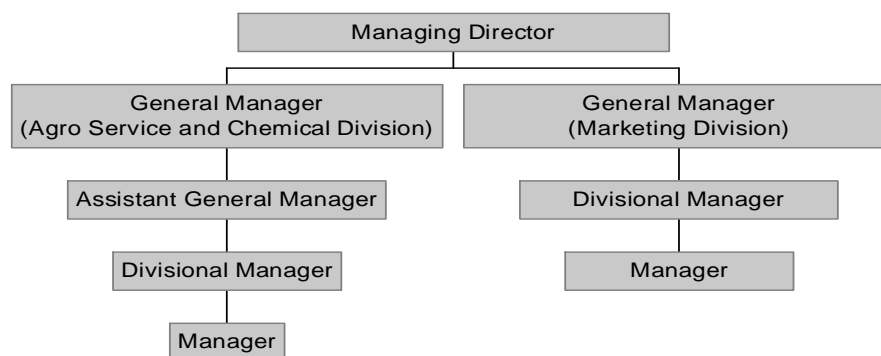 Managing Director
General Manager
(Agro Service and Chemical Division)
General Manager
(Marketing Division)
Assistant General Manager
Divisional Manager
Divisional Manager
Manager
Manager